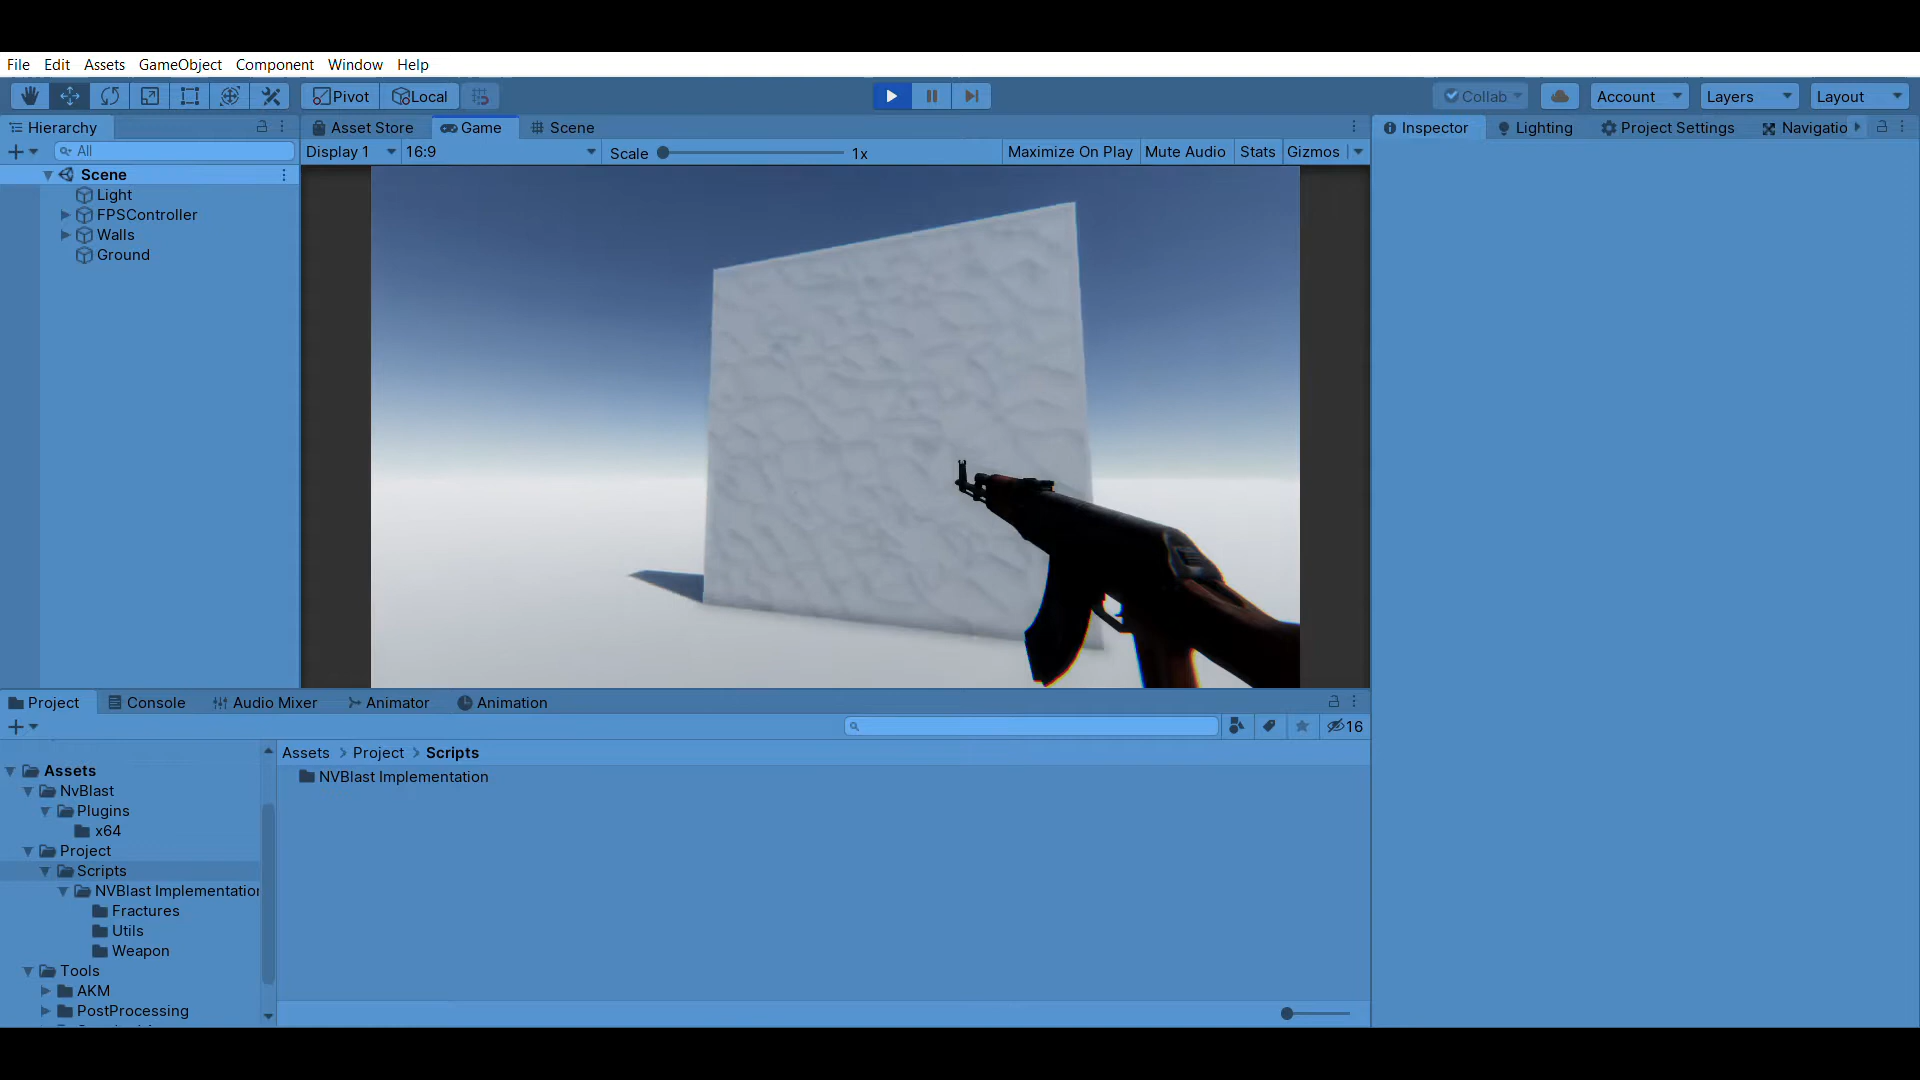 File Edit Assets GameObject Component Window Help
Pivot Local Collab Account Layers Layout
Hierarchy
All
Scene
Light
FPSController
Walls
Ground
Asset Store Game Scene
Display 1 16:9 Scale 1x Maximize On Play Mute Audio Stats Gizmos
Inspector Lighting Project Settings Navigatio
Project Console Audio Mixer Animator Animation
16
Assets
NvBlast
Plugins
x64
Project
Scripts
NVBlast Implementation
Fractures
Utils
Weapon
Tools
AKM
PostProcessing
Assets > Project > Scripts
NVBlast Implementation